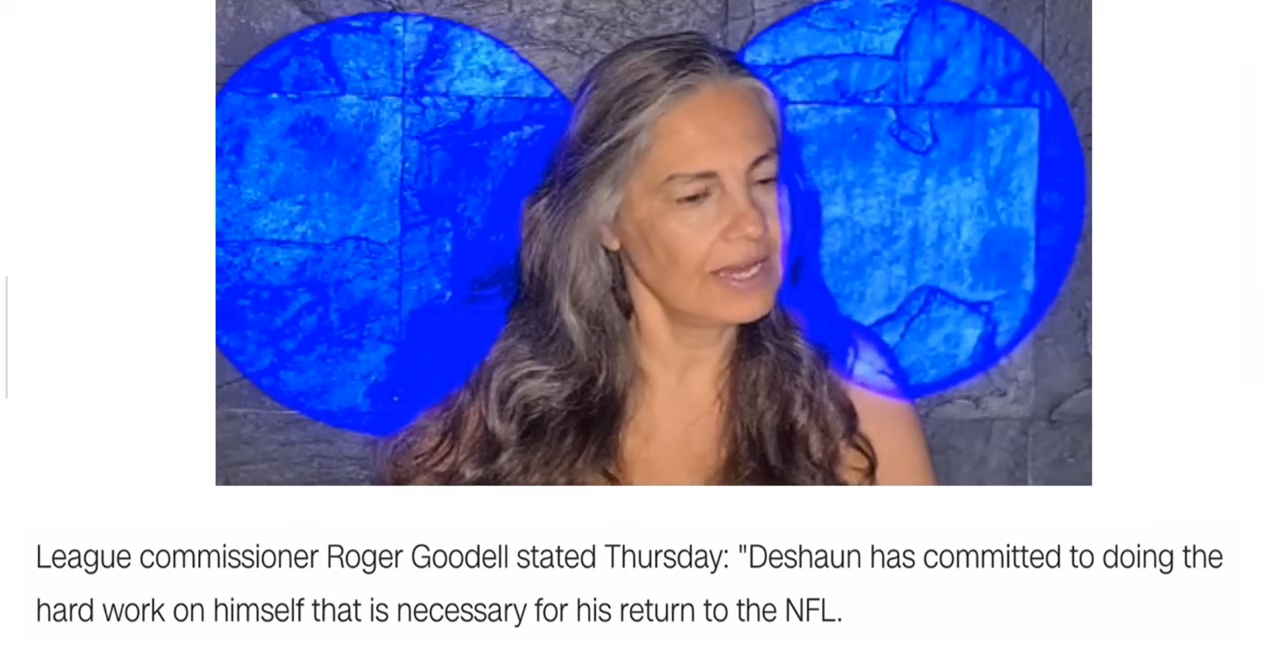 League commissioner Roger Goodell stated Thursday: "Deshaun has committed to doing the
hard work on himself that is necessary for his return to the NFL.